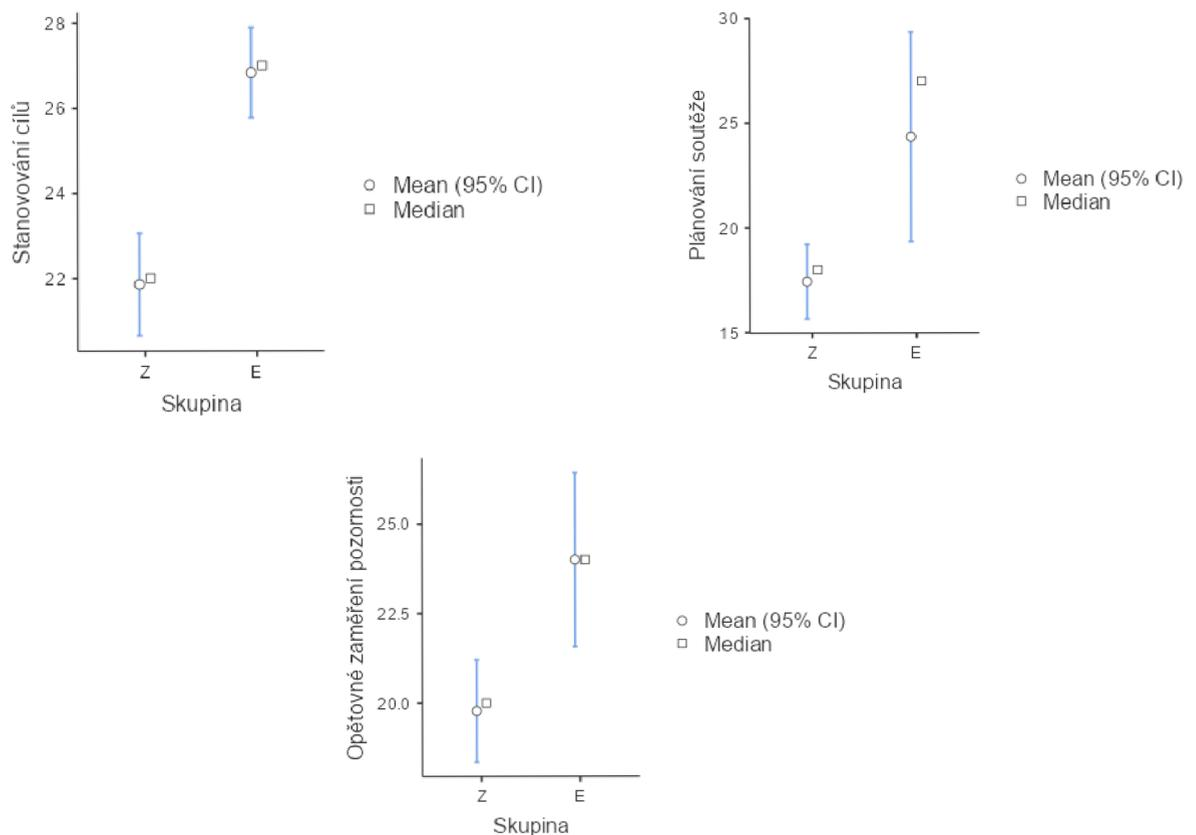 Stanovování cílů
28
26
24
22
Z E
Skupina
Mean (95% CI)
Median
Plánování soutěže
30
25
20
15
Z E
Skupina
Mean (95% CI)
Median
Opětovné zaměření pozornosti
25.0
22.5
20.0
Z E
Skupina
Mean (95% CI)
Median